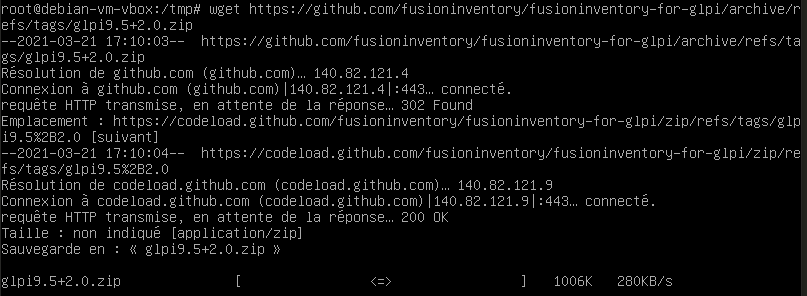 root@debian-vm-vbox:/tmp# wget https://github.com/fusioninventory/fusioninventory-for-glpi/archive/r
efs/tags/glpi9.5+2.0.zip
--2021-03-21 17:10:03--  https://github.com/fusioninventory/fusioninventory-for-glpi/archive/refs/ta
gs/glpi9.5+2.0.zip
Résolution de github.com (github.com)… 140.82.121.4
Connexion à github.com (github.com)|140.82.121.4|:443… connecté.
requête HTTP transmise, en attente de la réponse… 302 Found
Emplacement : https://codeload.github.com/fusioninventory/fusioninventory-for-glpi/zip/refs/tags/glp
i9.5%2B2.0 [suivant]
--2021-03-21 17:10:04--  https://codeload.github.com/fusioninventory/fusioninventory-for-glpi/zip/re
fs/tags/glpi9.5%2B2.0
Résolution de codeload.github.com (codeload.github.com)… 140.82.121.9
Connexion à codeload.github.com (codeload.github.com)|140.82.121.9|:443… connecté.
requête HTTP transmise, en attente de la réponse… 200 OK
Taille : non indiqué [application/zip]
Sauvegarde en : « glpi9.5+2.0.zip »
glpi9.5+2.0.zip [ <=> ] 1006K 280KB/s